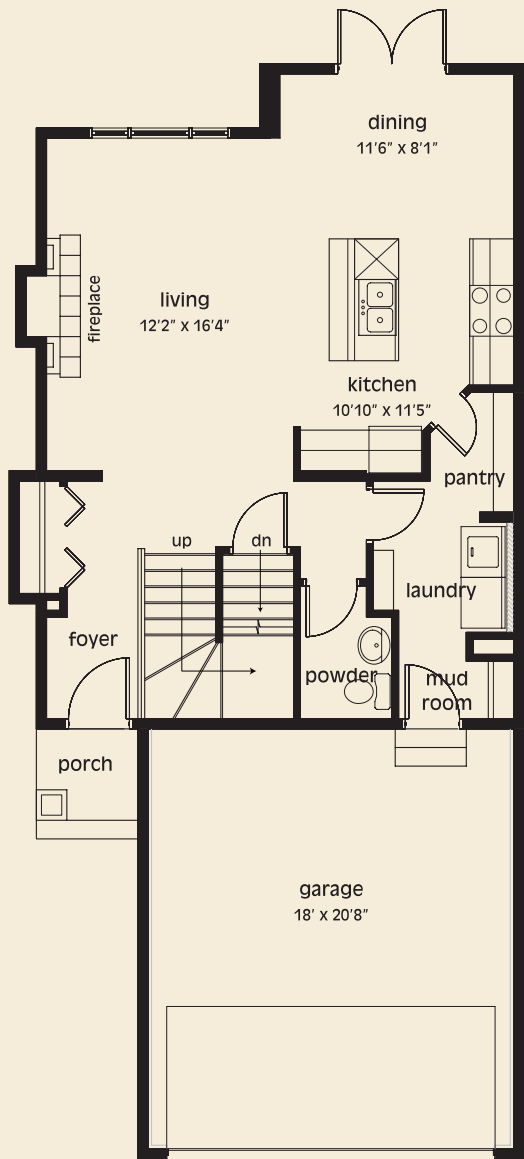 dining
11'6" x 8'1"
living
12'2" x 16'4"
fireplace
kitchen
10'10" x 11'5"
pantry
up
dn
laundry
foyer
powder
mud
room
porch
garage
18' x 20'8"